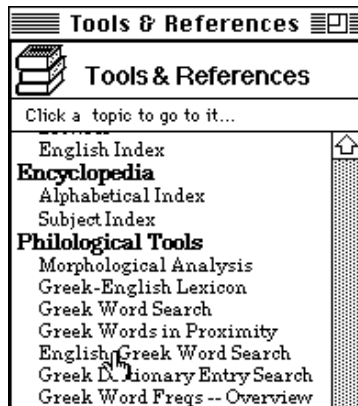 Tools & References
Tools & References
Click a topic to go to it...
English Index
Encyclopedia
Alphabetical Index
Subject Index
Philological Tools
Morphological Analysis
Greek-English Lexicon
Greek Word Search
Greek Words in Proximity
English Greek Word Search
Greek Entry Search
Greek Word Freqs -- Overview